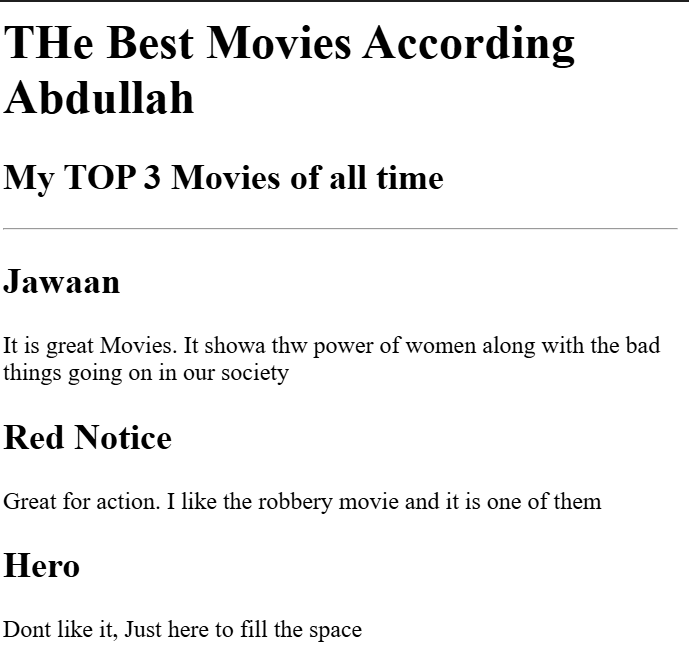 THe Best Movies According
Abdullah
My TOP 3 Movies of all time
Jawaan
It is great Movies. It showa thw power of women along with the bad
things going on in our society
Red Notice
Great for action. I like the robbery movie and it is one of them
Hero
Dont like it, Just here to fill the space